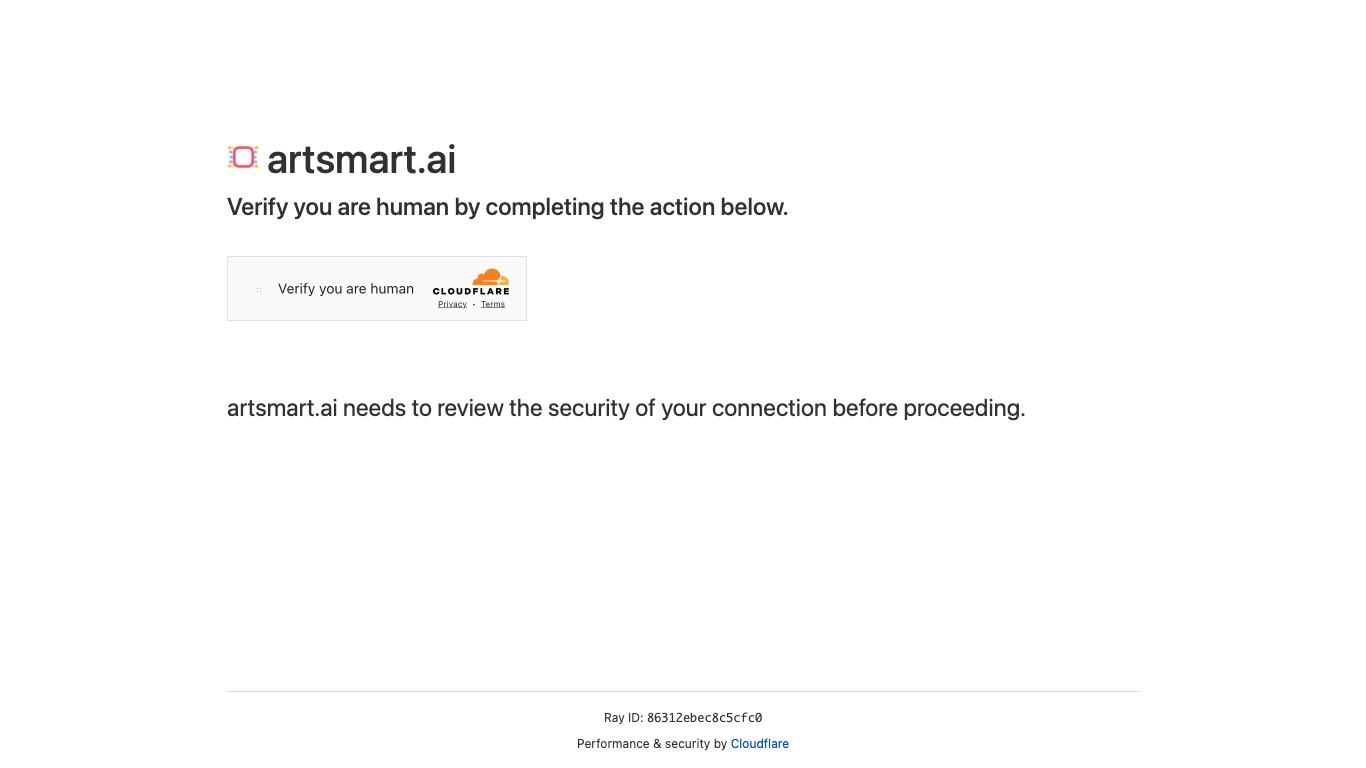 artsmart.ai
Verify you are human by completing the action below.
Verify you are human
CLOUDFLARE
Privacy • Terms
artsmart.ai needs to review the security of your connection before proceeding.
Ray ID: 86312ebec8c5cfc0
Performance & security by Cloudflare